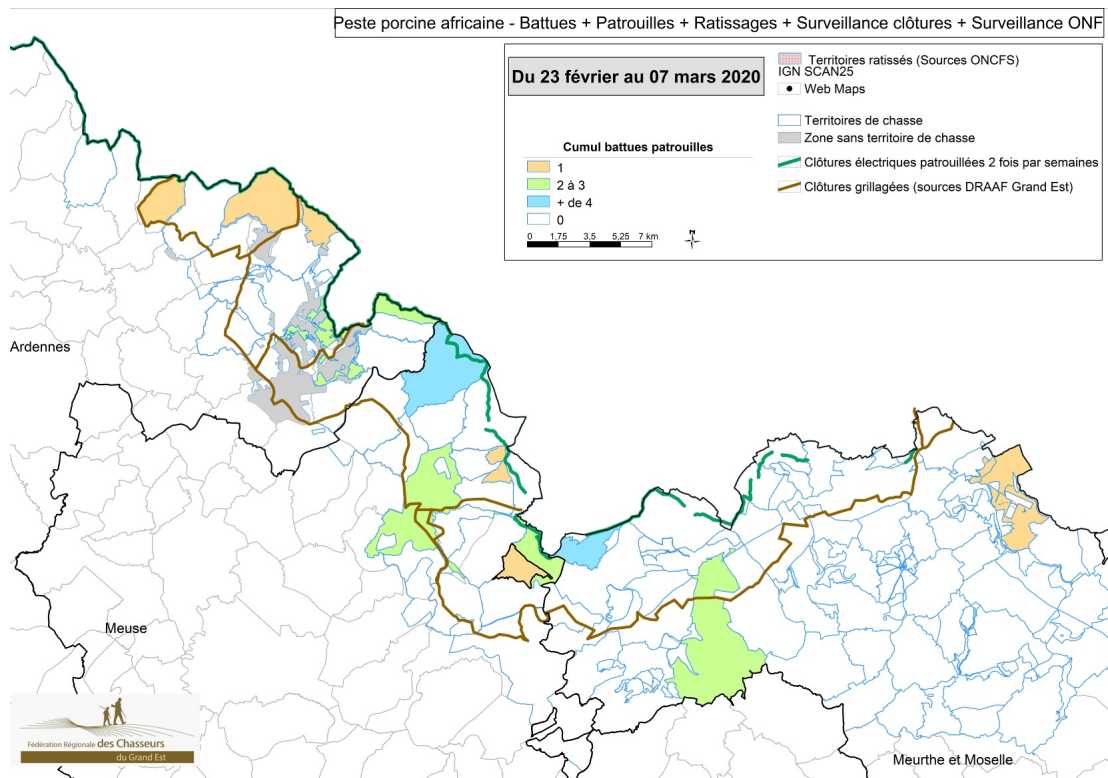 Peste porcine africaine - Battues + Patrouilles + Ratissages + Surveillance clôtures + Surveillance ONF
Du 23 février au 07 mars 2020
Territoires ratissés (Sources ONCFS)
IGN SCAN25
Web Maps
Territoires de chasse
Zone sans territoire de chasse
Clôtures électriques patrouillées 2 fois par semaines
Clôtures grillagées (sources DRAAF Grand Est)
Cumul battues patrouilles
1
2 à 3
+ de 4
0
0 1,75 3,5 5,25 7 km
N
Ardennes
Meuse
Meurthe et Moselle
Fédération Régionale des Chasseurs
du Grand Est